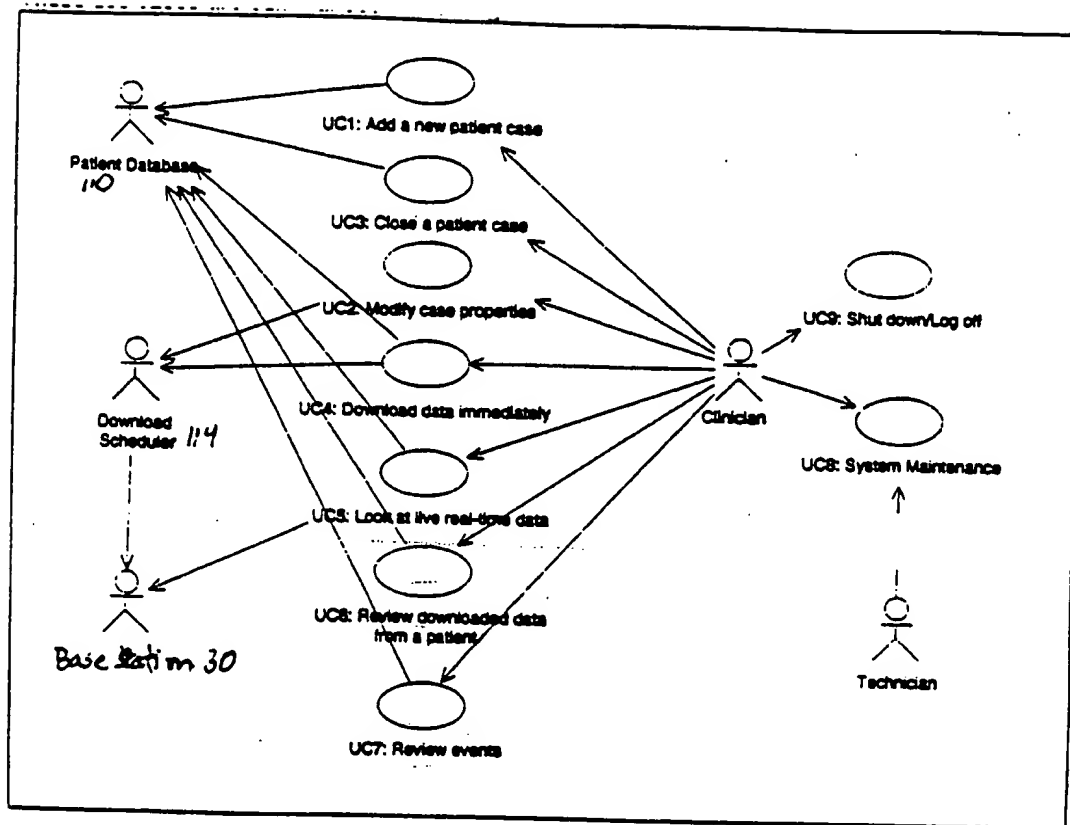 UC1: Add a new patient case
Patient Database
110
UC3: Close a patient case
UC2: Modify case properties
UC9: Shut down/Log off
UC4: Download data immediately
Clinician
Download
Scheduler 114
UC8: System Maintenance
UC5: Look at live real-time data
UC6: Review downloaded data
from a patient
Base Station 30
Technician
UC7: Review events